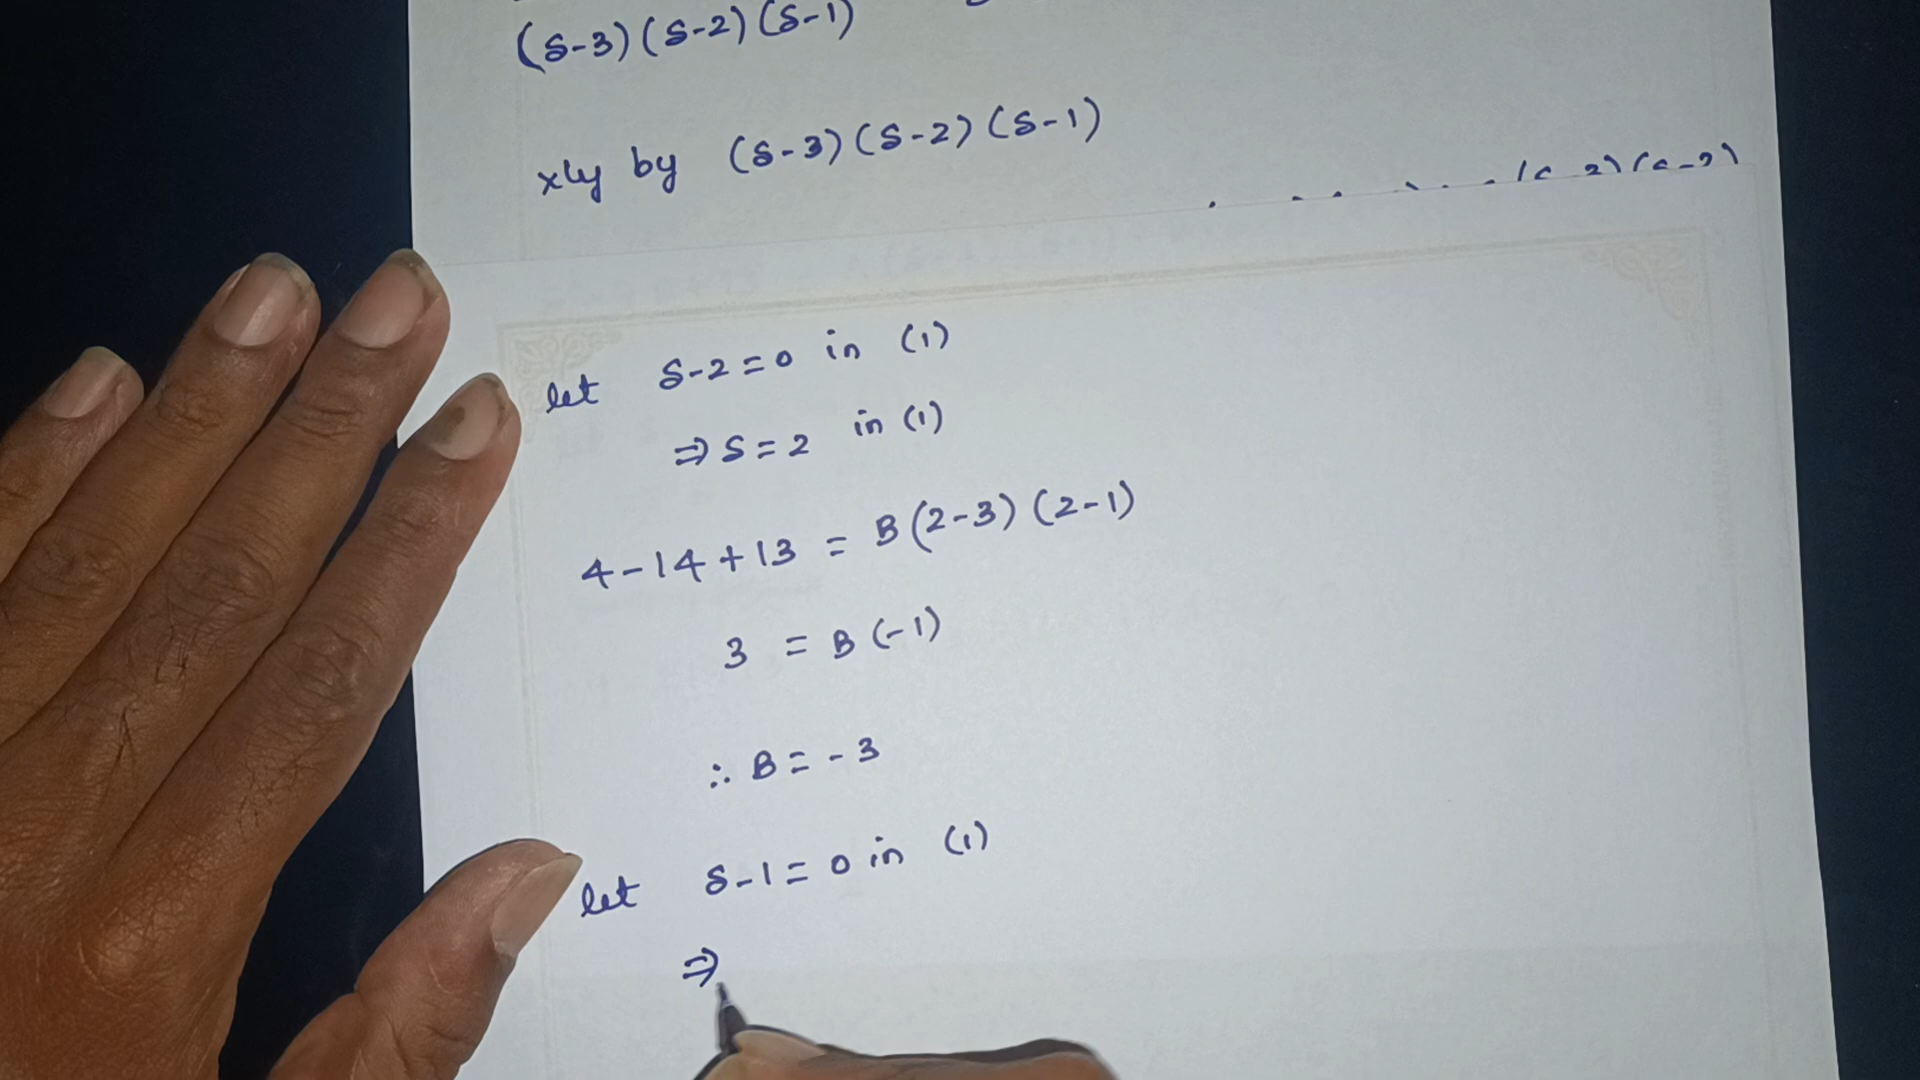 (s-3)(s-2)(s-1)
xly by (s-3)(s-2)(s-1)
let s-2=0 in (1)
⇒ s=2 in (1)
4-14+13 = B(2-3)(2-1)
3 = B(-1)
∴ B=-3
let s-1=0 in (1)
⇒